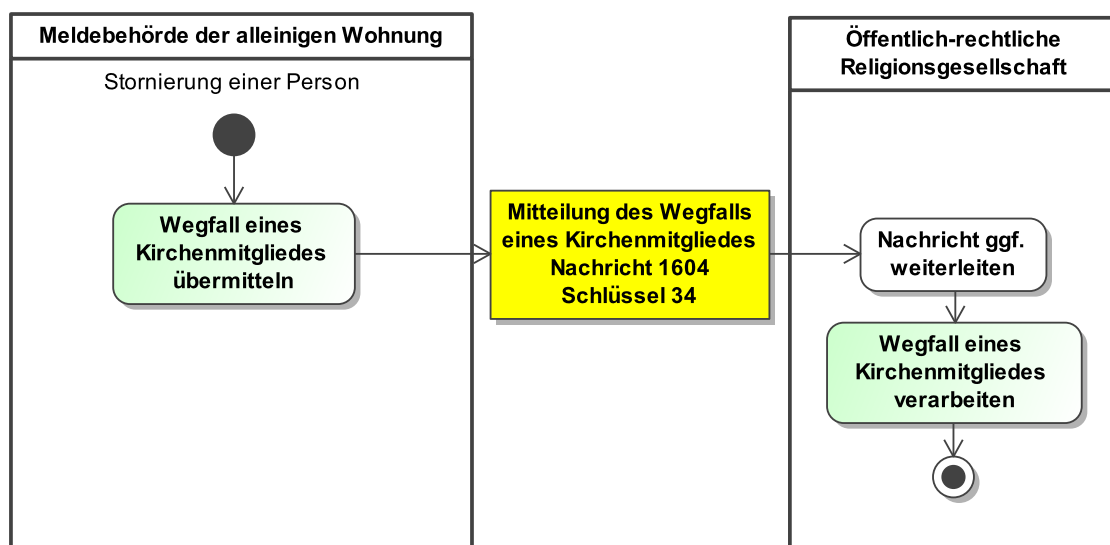 Meldebehörde der alleinigen Wohnung
Stornierung einer Person
Wegfall eines
Kirchenmitgliedes
übermitteln
Mitteilung des Wegfalls
eines Kirchenmitgliedes
Nachricht 1604
Schlüssel 34
Öffentlich-rechtliche
Religionsgesellschaft
Nachricht ggf.
weiterleiten
Wegfall eines
Kirchenmitgliedes
verarbeiten